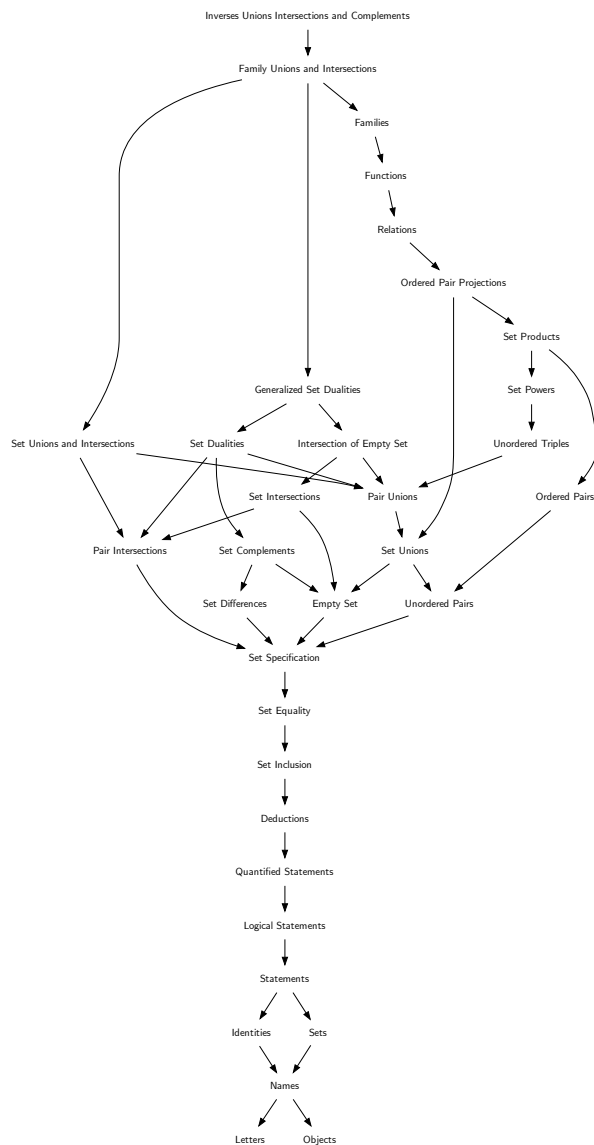 Inverses Unions Intersections and Complements
Family Unions and Intersections
Families
Functions
Relations
Ordered Pair Projections
Set Products
Generalized Set Dualities
Set Powers
Set Unions and Intersections
Set Dualities
Intersection of Empty Set
Unordered Triples
Set Intersections
Pair Unions
Ordered Pairs
Pair Intersections
Set Complements
Set Unions
Set Differences
Empty Set
Unordered Pairs
Set Specification
Set Equality
Set Inclusion
Deductions
Quantified Statements
Logical Statements
Statements
Identities
Sets
Names
Letters
Objects